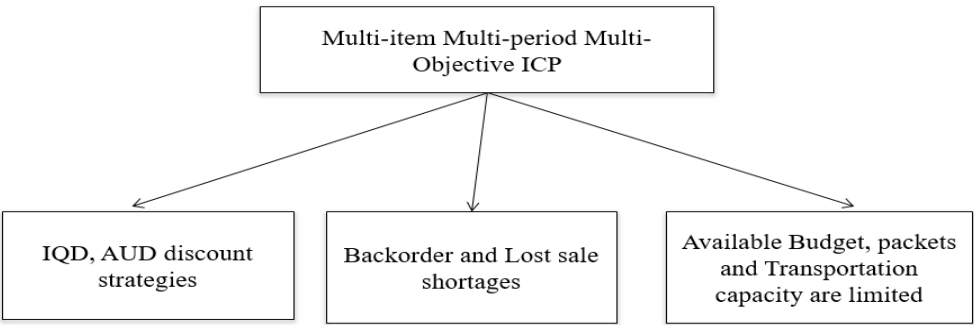 Multi-item Multi-period Multi-
Objective ICP
IQD, AUD discount
strategies
Backorder and Lost sale
shortages
Available Budget, packets
and Transportation
capacity are limited